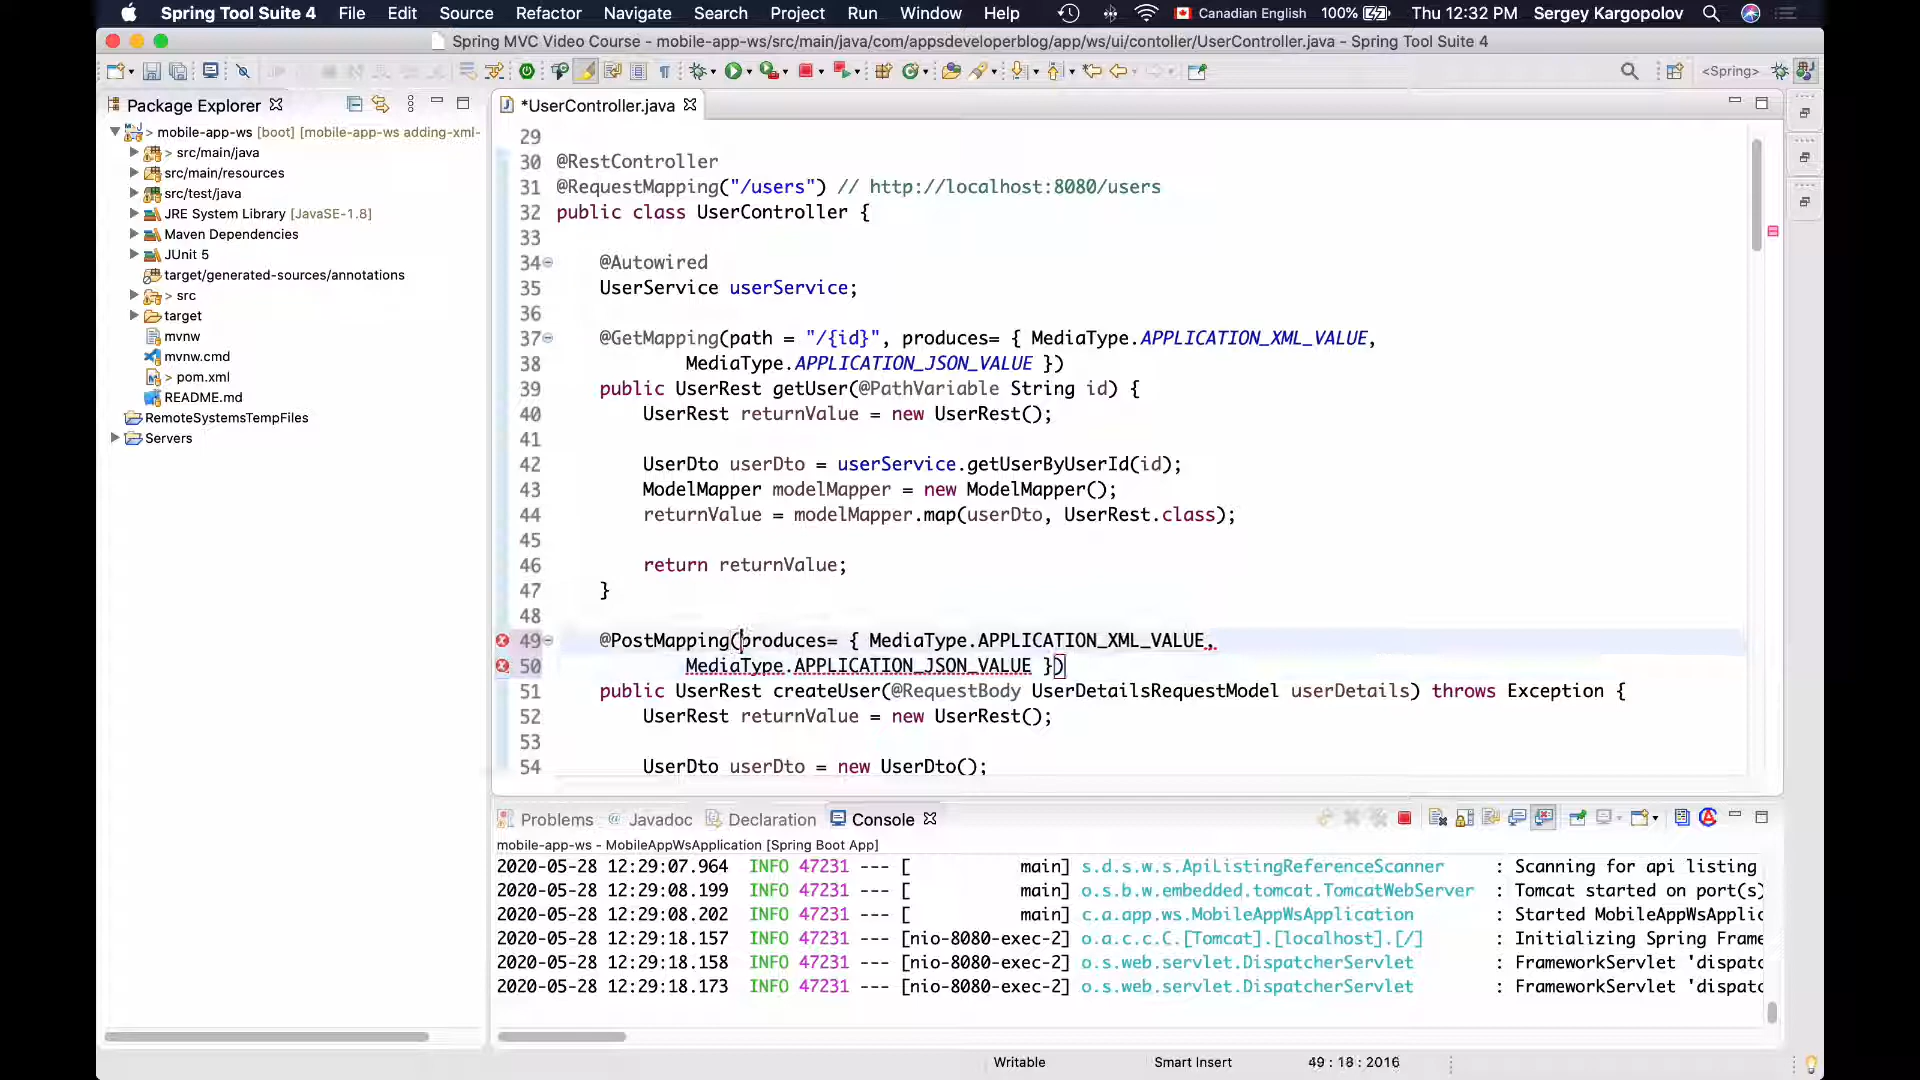 Spring Tool Suite 4 File Edit Source Refactor Navigate Search Project Run Window Help Canadian English 100% Thu 12:32 PM Sergey Kargopolov
Spring MVC Video Course - mobile-app-ws/src/main/java/com/appsdeveloperblog/app/ws/ui/contoller/UserController.java - Spring Tool Suite 4
<Spring>
Package Explorer
> mobile-app-ws [boot] [mobile-app-ws adding-xml-
> src/main/java
src/main/resources
src/test/java
JRE System Library [JavaSE-1.8]
Maven Dependencies
JUnit 5
target/generated-sources/annotations
> src
target
mvnw
mvnw.cmd
> pom.xml
README.md
RemoteSystemsTempFiles
Servers
*UserController.java
29
30 @RestController
31 @RequestMapping("/users") // http://localhost:8080/users
32 public class UserController {
33
34 @Autowired
35 UserService userService;
36
37 @GetMapping(path = "/{id}", produces= { MediaType.APPLICATION_XML_VALUE,
38 MediaType.APPLICATION_JSON_VALUE })
39 public UserRest getUser(@PathVariable String id) {
40 UserRest returnValue = new UserRest();
41
42 UserDto userDto = userService.getUserByUserId(id);
43 ModelMapper modelMapper = new ModelMapper();
44 returnValue = modelMapper.map(userDto, UserRest.class);
45
46 return returnValue;
47 }
48
49 @PostMapping(produces= { MediaType.APPLICATION_XML_VALUE,
50 MediaType.APPLICATION_JSON_VALUE })
51 public UserRest createUser(@RequestBody UserDetailsRequestModel userDetails) throws Exception {
52 UserRest returnValue = new UserRest();
53
54 UserDto userDto = new UserDto();
Problems Javadoc Declaration Console
mobile-app-ws - MobileAppWsApplication [Spring Boot App]
2020-05-28 12:29:07.964 INFO 47231 --- [ main] s.d.s.w.s.ApiListingReferenceScanner : Scanning for api listing
2020-05-28 12:29:08.199 INFO 47231 --- [ main] o.s.b.w.embedded.tomcat.TomcatWebServer : Tomcat started on port(s)
2020-05-28 12:29:08.202 INFO 47231 --- [ main] c.a.app.ws.MobileAppWsApplication : Started MobileAppWsApplic
2020-05-28 12:29:18.157 INFO 47231 --- [nio-8080-exec-2] o.a.c.c.C.[Tomcat].[localhost].[/] : Initializing Spring Frame
2020-05-28 12:29:18.158 INFO 47231 --- [nio-8080-exec-2] o.s.web.servlet.DispatcherServlet : FrameworkServlet 'dispatc
2020-05-28 12:29:18.173 INFO 47231 --- [nio-8080-exec-2] o.s.web.servlet.DispatcherServlet : FrameworkServlet 'dispatc
Writable Smart Insert 49 : 18 : 2016